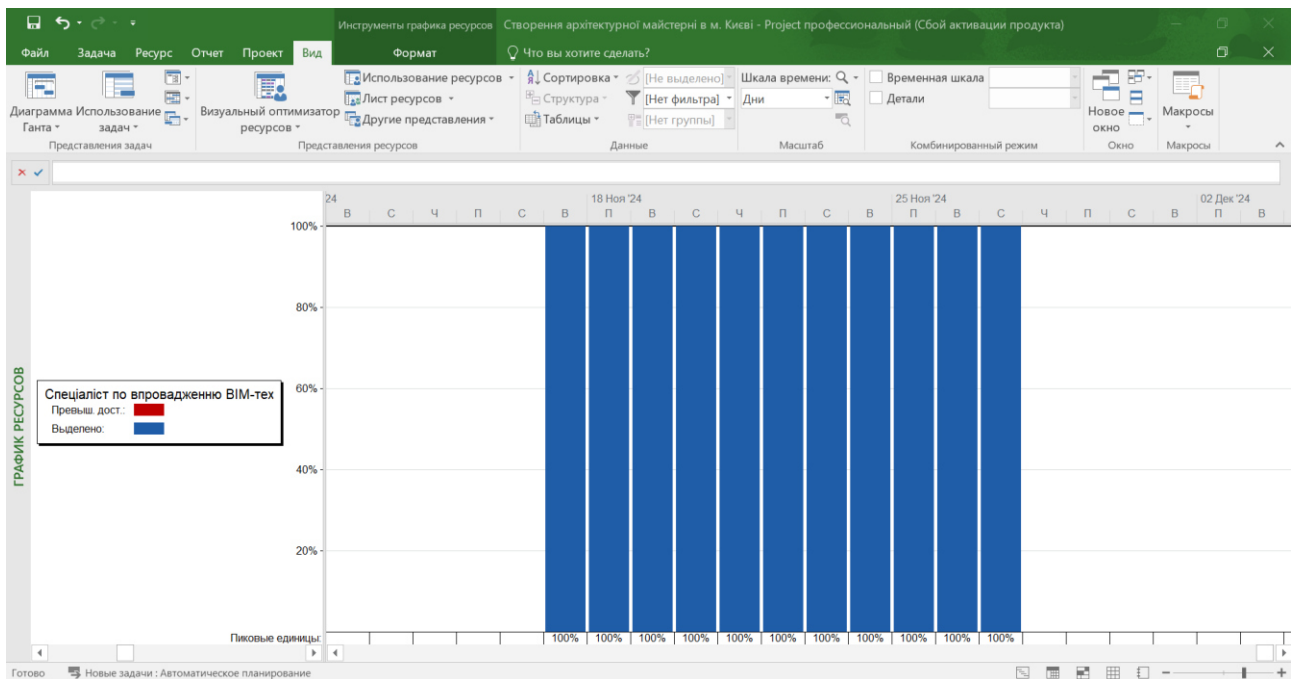 Инструменты графика ресурсов Створення архітектурної майстерні в м. Києві - Project профессиональный (Сбой активации продукта)
Файл Задача Ресурс Отчет Проект Вид Формат Что вы хотите сделать?
Диаграмма Ганта
Использование задач
Представления задач
Визуальный оптимизатор ресурсов
Использование ресурсов
Лист ресурсов
Другие представления
Представления ресурсов
Сортировка
Структура
Таблицы
[Не выделено]
[Нет фильтра]
[Нет группы]
Данные
Шкала времени:
Дни
Масштаб
Временная шкала
Детали
Комбинированный режим
Новое окно
Окно
Макросы
Макросы
24 18 Ноя '24 25 Ноя '24 02 Дек '24
В С Ч П С В П В С Ч П С В П В С Ч П С В П В
100%
80%
60%
40%
20%
ГРАФИК РЕСУРСОВ
Спеціаліст по впровадженню BIM-тех
Превыш. дост.:
Выделено:
Пиковые единицы: 100% 100% 100% 100% 100% 100% 100% 100% 100% 100% 100%
Готово Новые задачи : Автоматическое планирование